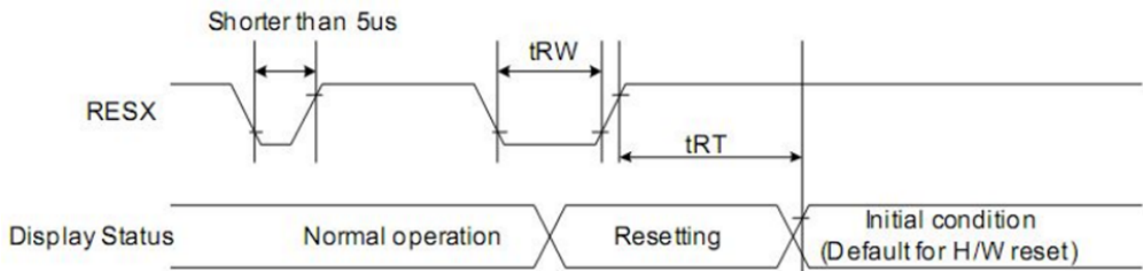 Shorter than 5us
tRW
RESX
tRT
Display Status
Normal operation
Resetting
Initial condition
(Default for H/W reset)